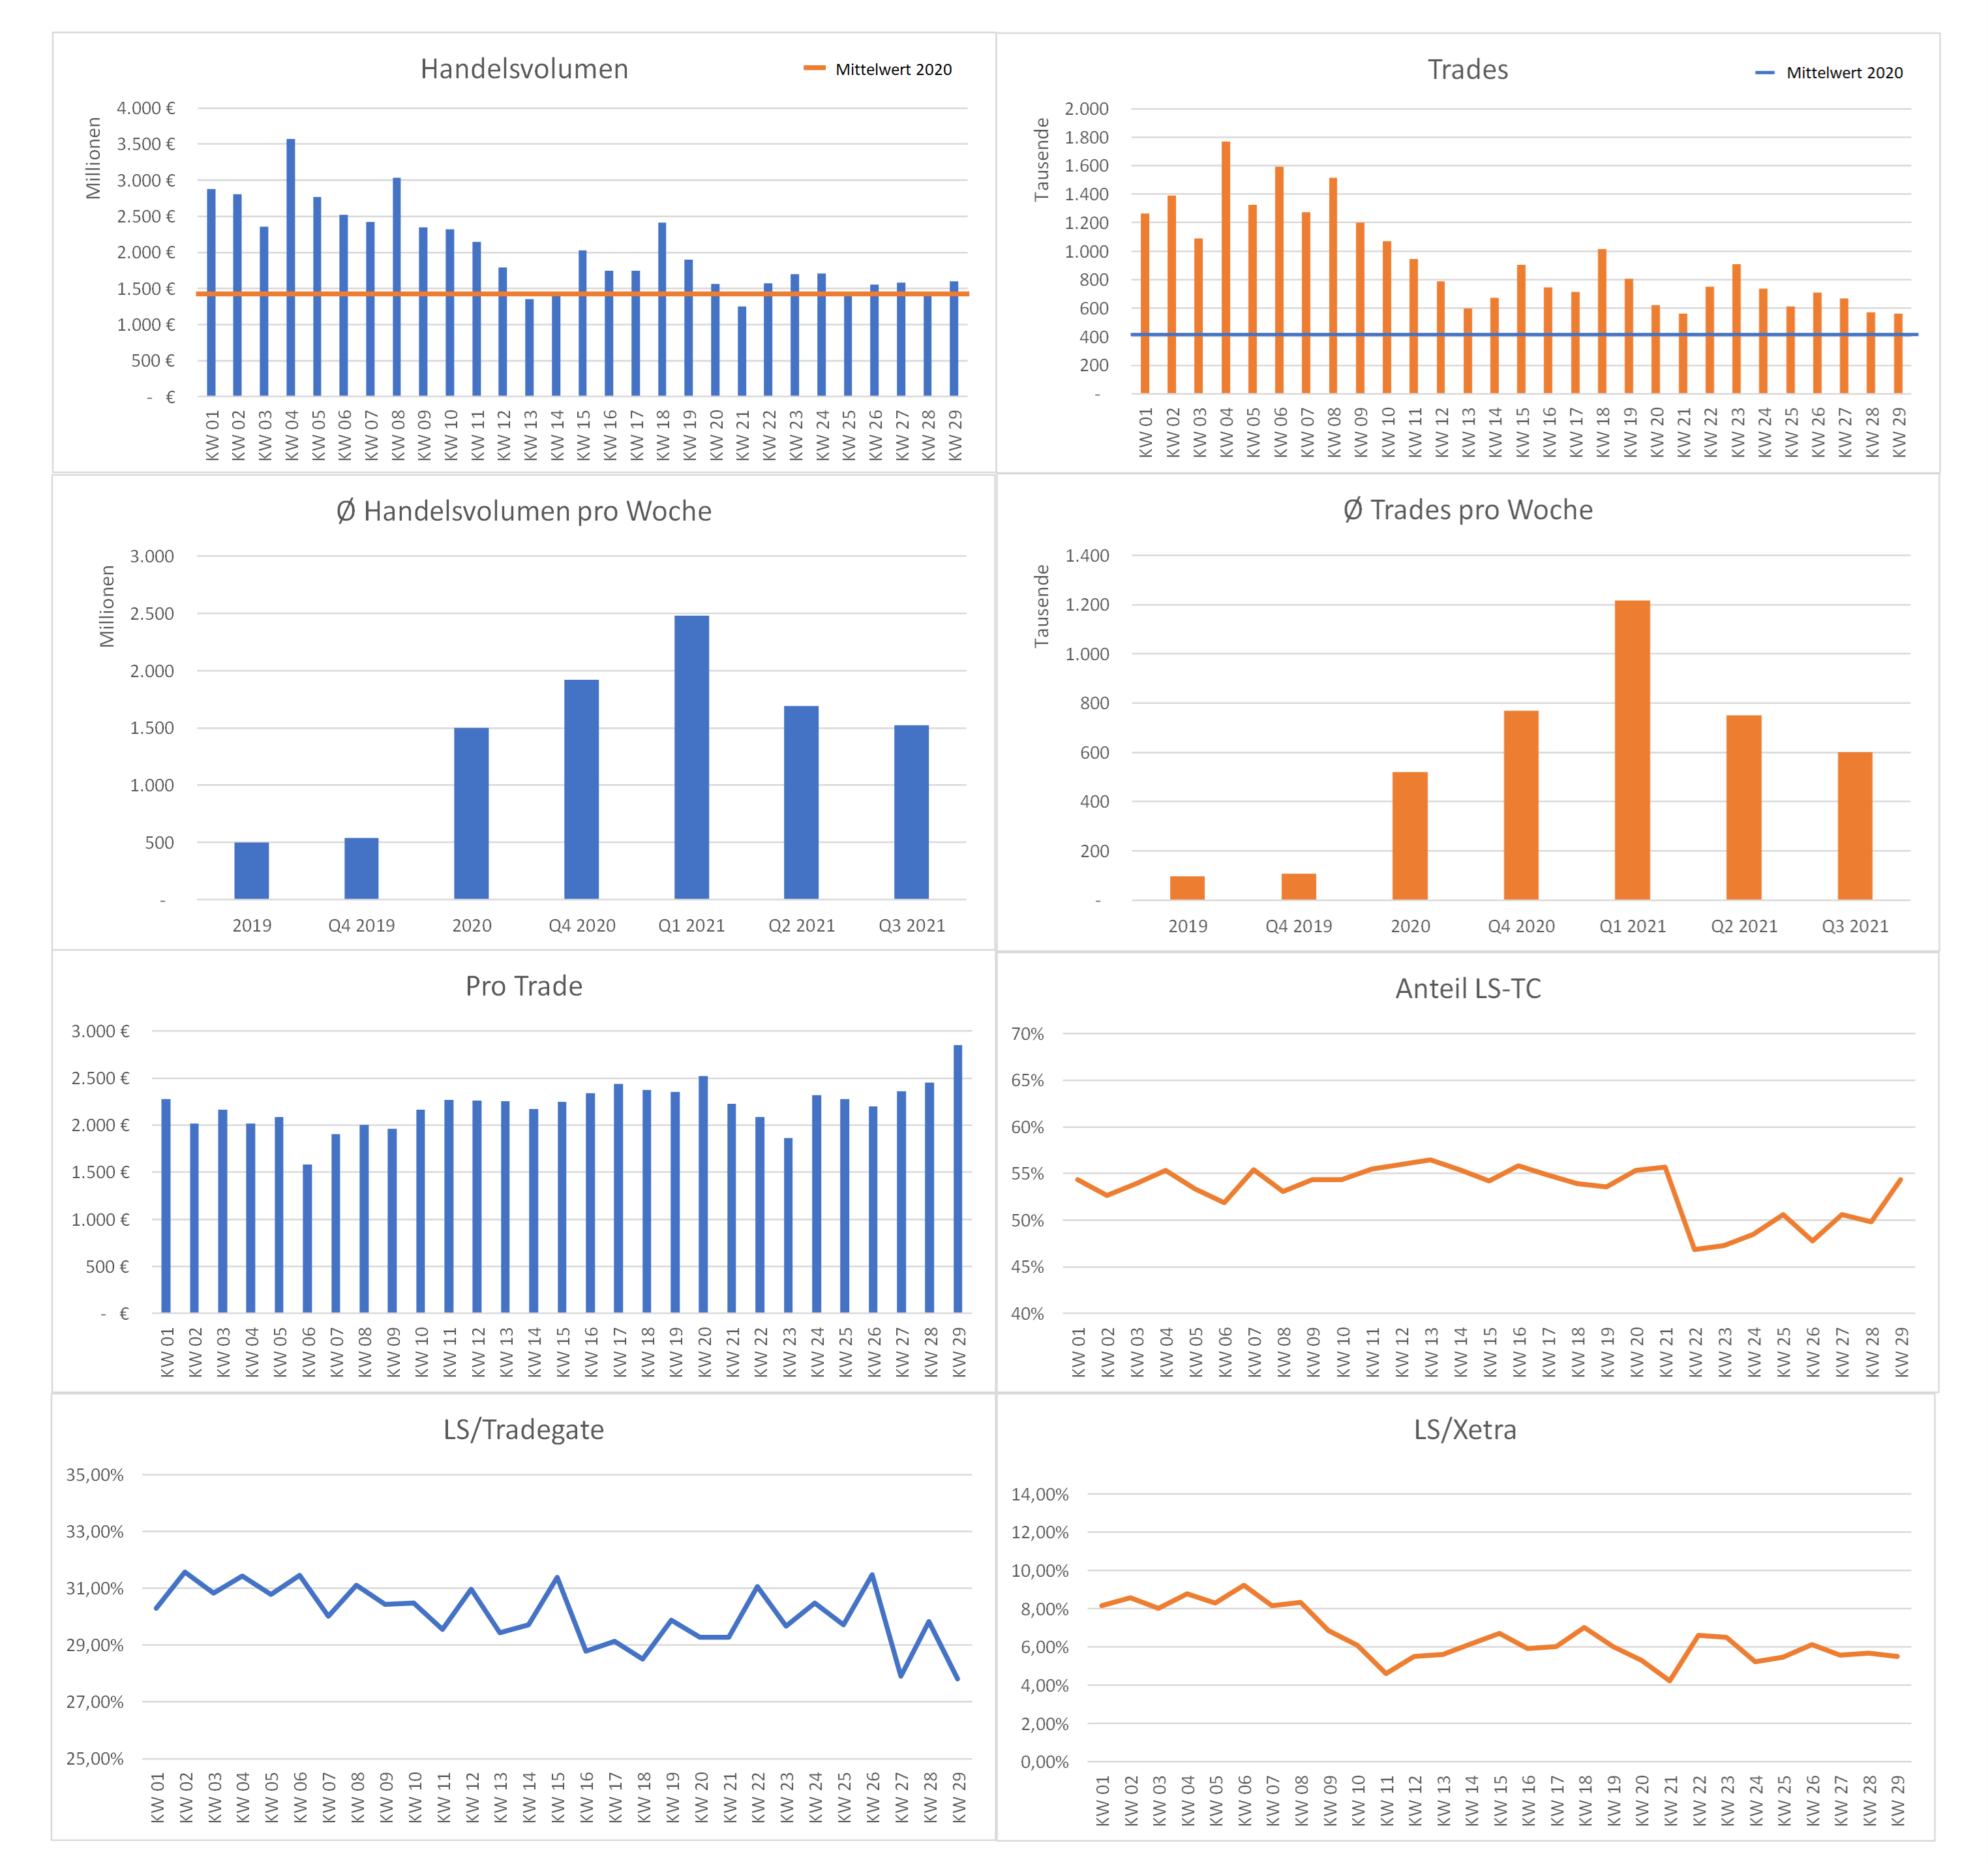 Handelsvolumen
Mittelwert 2020
Millionen
4.000 €
3.500 €
3.000 €
2.500 €
2.000 €
1.500 €
1.000 €
500 €
- €
KW 01 KW 02 KW 03 KW 04 KW 05 KW 06 KW 07 KW 08 KW 09 KW 10 KW 11 KW 12 KW 13 KW 14 KW 15 KW 16 KW 17 KW 18 KW 19 KW 20 KW 21 KW 22 KW 23 KW 24 KW 25 KW 26 KW 27 KW 28 KW 29
Trades
Mittelwert 2020
Tausende
2.000
1.800
1.600
1.400
1.200
1.000
800
600
400
200
-
KW 01 KW 02 KW 03 KW 04 KW 05 KW 06 KW 07 KW 08 KW 09 KW 10 KW 11 KW 12 KW 13 KW 14 KW 15 KW 16 KW 17 KW 18 KW 19 KW 20 KW 21 KW 22 KW 23 KW 24 KW 25 KW 26 KW 27 KW 28 KW 29
Ø Handelsvolumen pro Woche
Millionen
3.000
2.500
2.000
1.500
1.000
500
-
2019 Q4 2019 2020 Q4 2020 Q1 2021 Q2 2021 Q3 2021
Ø Trades pro Woche
Tausende
1.400
1.200
1.000
800
600
400
200
-
2019 Q4 2019 2020 Q4 2020 Q1 2021 Q2 2021 Q3 2021
Pro Trade
3.000 €
2.500 €
2.000 €
1.500 €
1.000 €
500 €
- €
KW 01 KW 02 KW 03 KW 04 KW 05 KW 06 KW 07 KW 08 KW 09 KW 10 KW 11 KW 12 KW 13 KW 14 KW 15 KW 16 KW 17 KW 18 KW 19 KW 20 KW 21 KW 22 KW 23 KW 24 KW 25 KW 26 KW 27 KW 28 KW 29
Anteil LS-TC
70%
65%
60%
55%
50%
45%
40%
KW 01 KW 02 KW 03 KW 04 KW 05 KW 06 KW 07 KW 08 KW 09 KW 10 KW 11 KW 12 KW 13 KW 14 KW 15 KW 16 KW 17 KW 18 KW 19 KW 20 KW 21 KW 22 KW 23 KW 24 KW 25 KW 26 KW 27 KW 28 KW 29
LS/Tradegate
35,00%
33,00%
31,00%
29,00%
27,00%
25,00%
KW 01 KW 02 KW 03 KW 04 KW 05 KW 06 KW 07 KW 08 KW 09 KW 10 KW 11 KW 12 KW 13 KW 14 KW 15 KW 16 KW 17 KW 18 KW 19 KW 20 KW 21 KW 22 KW 23 KW 24 KW 25 KW 26 KW 27 KW 28 KW 29
LS/Xetra
14,00%
12,00%
10,00%
8,00%
6,00%
4,00%
2,00%
0,00%
KW 01 KW 02 KW 03 KW 04 KW 05 KW 06 KW 07 KW 08 KW 09 KW 10 KW 11 KW 12 KW 13 KW 14 KW 15 KW 16 KW 17 KW 18 KW 19 KW 20 KW 21 KW 22 KW 23 KW 24 KW 25 KW 26 KW 27 KW 28 KW 29